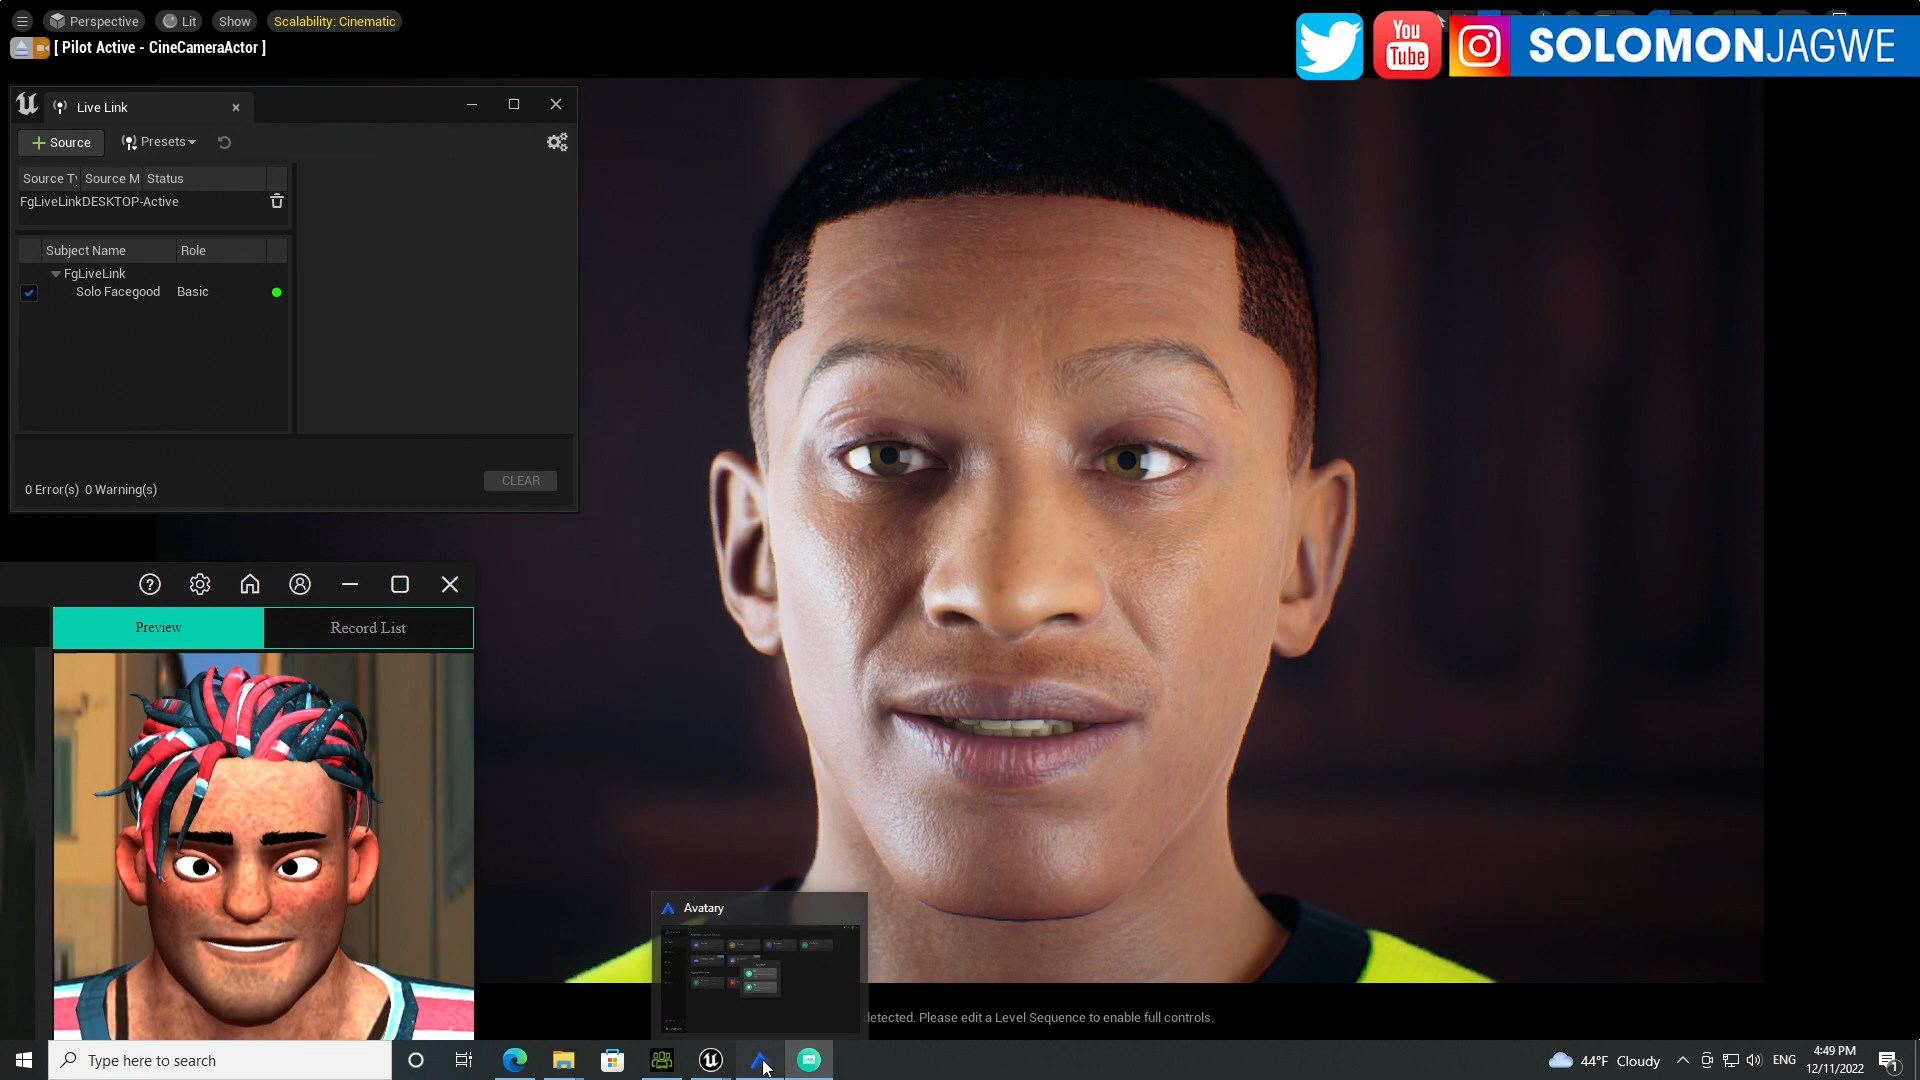 Perspective
Lit
Show
Scalability: Cinematic
[ Pilot Active - CineCameraActor ]
You
Tube
SOLOMONJAGWE
Live Link
Source
Presets
Source Ty
Source M
Status
FgLiveLinkDESKTOP-Active
Subject Name
Role
FgLiveLink
Solo Facegood
Basic
0 Error(s) 0 Warning(s)
CLEAR
Preview
Record List
Avatary
detected. Please edit a Level Sequence to enable full controls.
Type here to search
44°F Cloudy
ENG
4:49 PM
12/11/2022
1